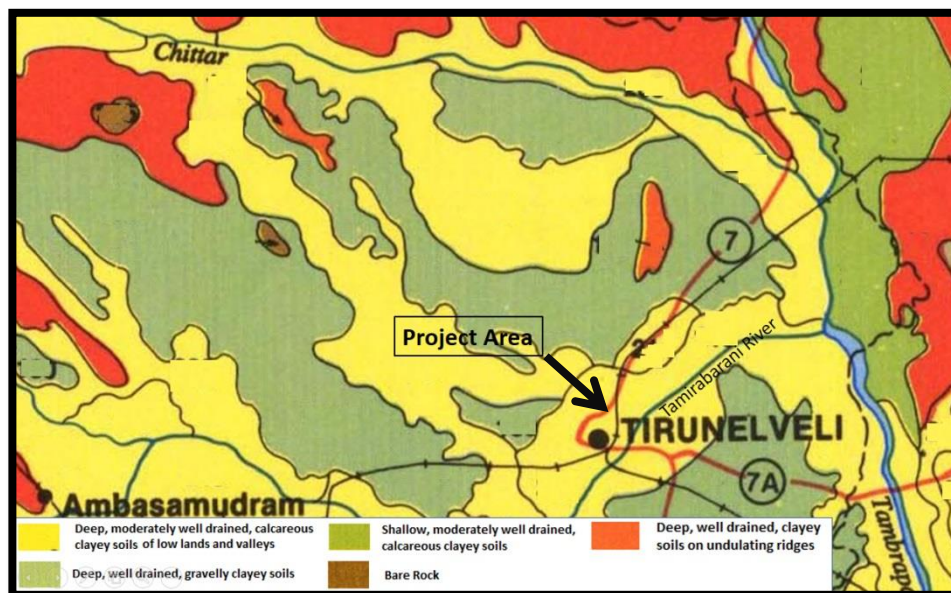 Chittar
7
Project Area
2
Tamirabarani River
TIRUNELVELI
7A
Ambasamudram
Tambrap
Deep, moderately well drained, calcareous
clayey soils of low lands and valleys
Shallow, moderately well drained,
calcareous clayey soils
Deep, well drained, clayey
soils on undulating ridges
Deep, well drained, gravelly clayey soils
Bare Rock